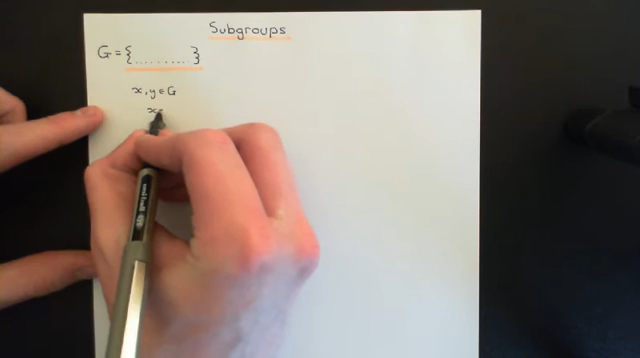 Subgroups
G = {.........}
x, y ∈ G
x